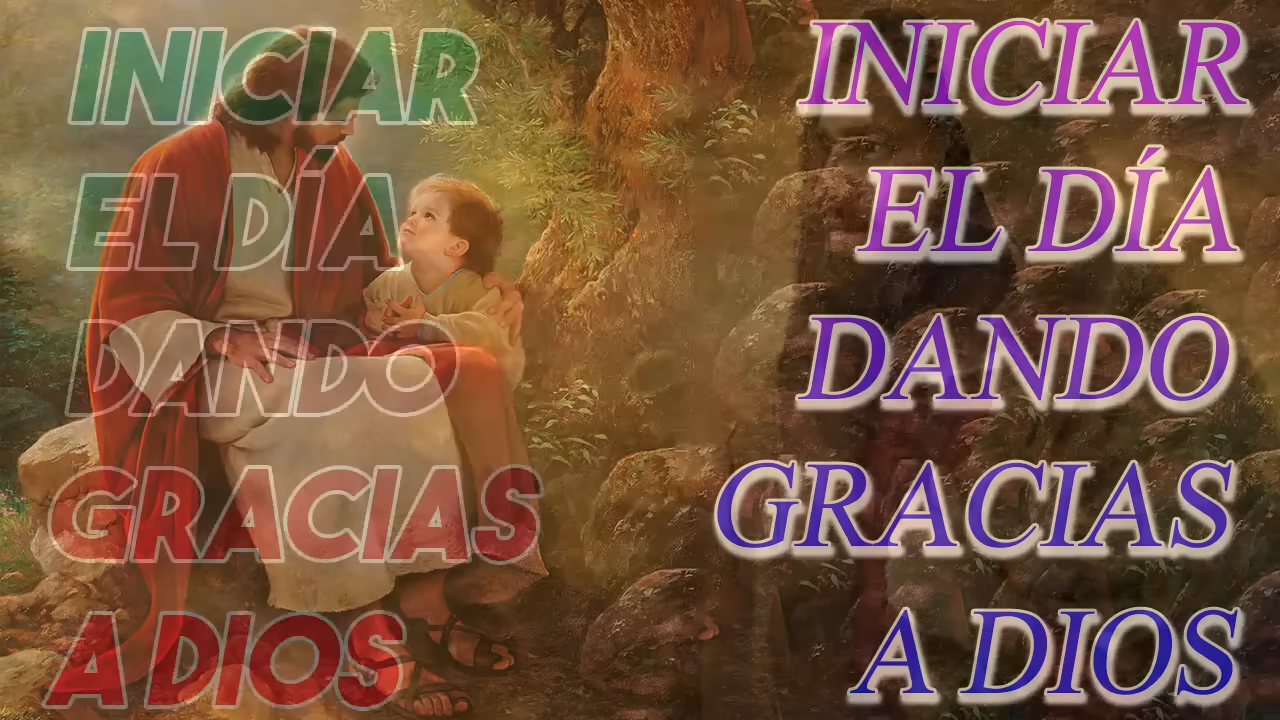 INICIAR
EL DÍA
DANDO
GRACIAS
A DIOS
INICIAR
EL DÍA
DANDO
GRACIAS
A DIOS